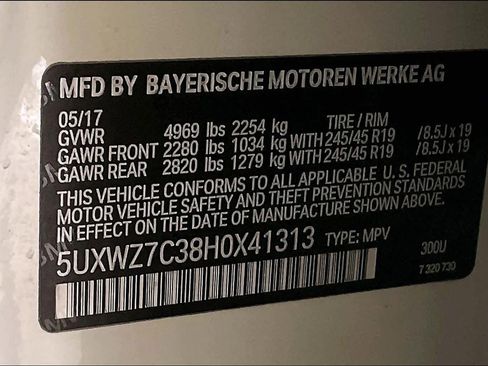 MFD BY BAYERISCHE MOTOREN WERKE AG
05/17 TIRE / RIM
GVWR 4969 lbs 2254 kg
GAWR FRONT 2280 lbs 1034 kg WITH 245/45 R19 /8.5J x 19
GAWR REAR 2820 lbs 1279 kg WITH 245/45 R19 /8.5J x 19
THIS VEHICLE CONFORMS TO ALL APPLICABLE U.S. FEDERAL
MOTOR VEHICLE SAFETY AND THEFT PREVENTION STANDARDS
IN EFFECT ON THE DATE OF MANUFACTURE SHOWN ABOVE.
5UXWZ7C38H0X41313 TYPE: MPV 300U
7 320 730